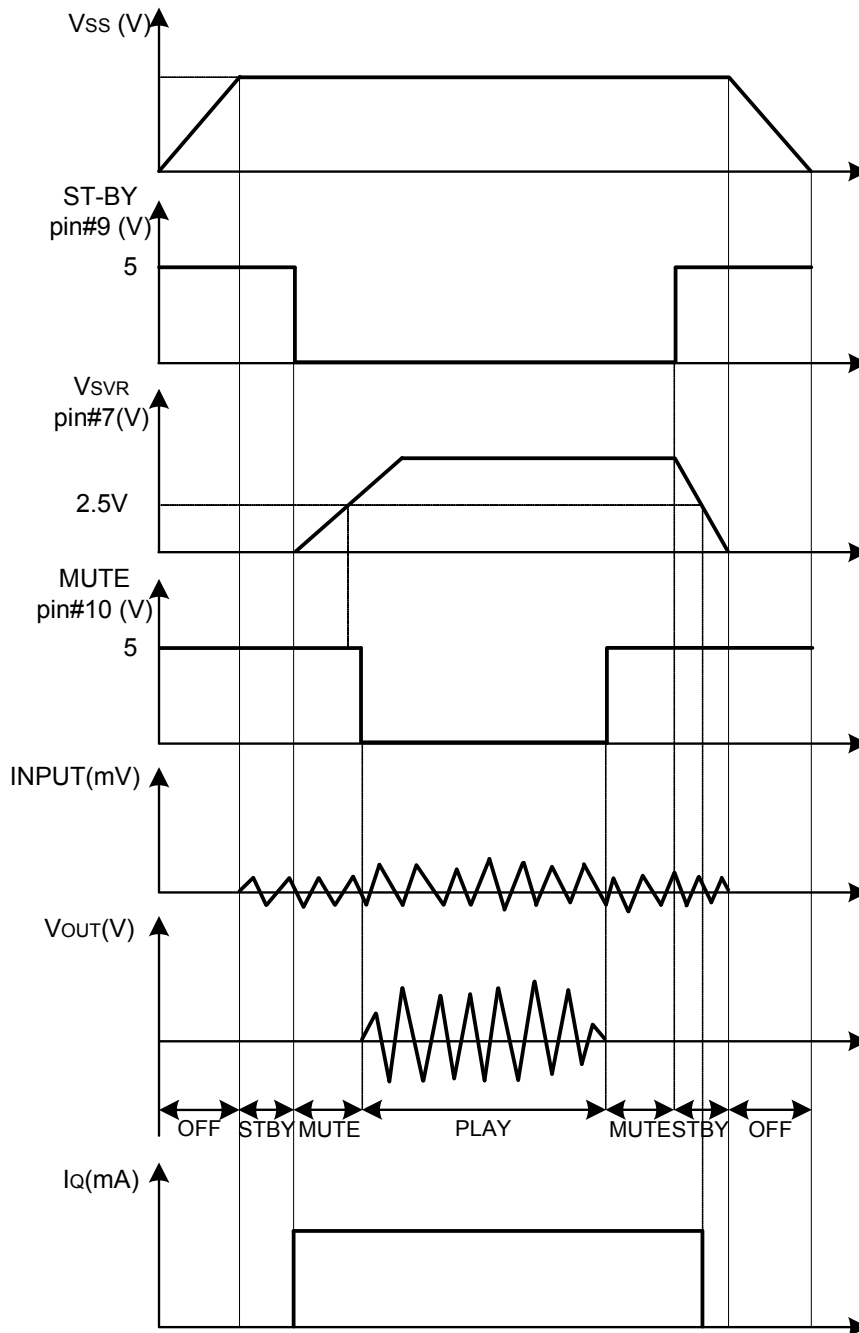 VSS (V)
ST-BY
pin#9 (V)
5
VSVR
pin#7(V)
2.5V
MUTE
pin#10 (V)
5
INPUT(mV)
VOUT(V)
OFF STBY MUTE PLAY MUTE STBY OFF
IQ(mA)